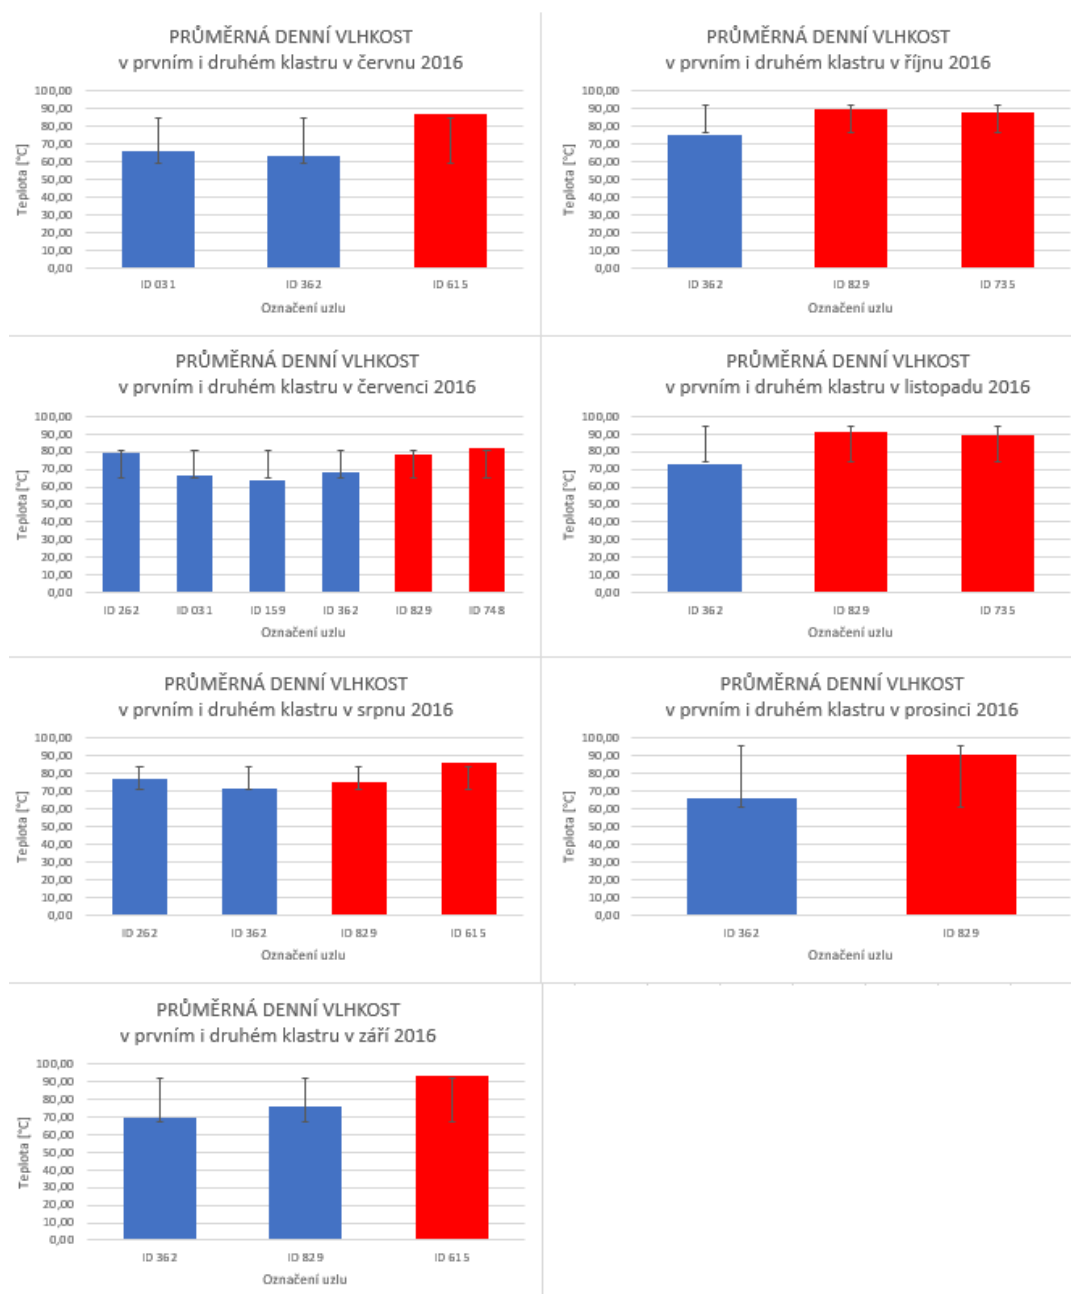 PRŮMĚRNÁ DENNÍ VLHKOST
v prvním i druhém klastru v červnu 2016
Teplota [°C]
100,00
90,00
80,00
70,00
60,00
50,00
40,00
30,00
20,00
10,00
0,00
ID 031
ID 362
ID 615
Označení uzlu
PRŮMĚRNÁ DENNÍ VLHKOST
v prvním i druhém klastru v říjnu 2016
Teplota [°C]
100,00
90,00
80,00
70,00
60,00
50,00
40,00
30,00
20,00
10,00
0,00
ID 362
ID 829
ID 735
Označení uzlu
PRŮMĚRNÁ DENNÍ VLHKOST
v prvním i druhém klastru v červenci 2016
Teplota [°C]
100,00
90,00
80,00
70,00
60,00
50,00
40,00
30,00
20,00
10,00
0,00
ID 262
ID 031
ID 159
ID 362
ID 829
ID 748
Označení uzlu
PRŮMĚRNÁ DENNÍ VLHKOST
v prvním i druhém klastru v listopadu 2016
Teplota [°C]
100,00
90,00
80,00
70,00
60,00
50,00
40,00
30,00
20,00
10,00
0,00
ID 362
ID 829
ID 735
Označení uzlu
PRŮMĚRNÁ DENNÍ VLHKOST
v prvním i druhém klastru v srpnu 2016
Teplota [°C]
100,00
90,00
80,00
70,00
60,00
50,00
40,00
30,00
20,00
10,00
0,00
ID 262
ID 362
ID 829
ID 615
Označení uzlu
PRŮMĚRNÁ DENNÍ VLHKOST
v prvním i druhém klastru v prosinci 2016
Teplota [°C]
100,00
90,00
80,00
70,00
60,00
50,00
40,00
30,00
20,00
10,00
0,00
ID 362
ID 829
Označení uzlu
PRŮMĚRNÁ DENNÍ VLHKOST
v prvním i druhém klastru v září 2016
Teplota [°C]
100,00
90,00
80,00
70,00
60,00
50,00
40,00
30,00
20,00
10,00
0,00
ID 362
ID 829
ID 615
Označení uzlu